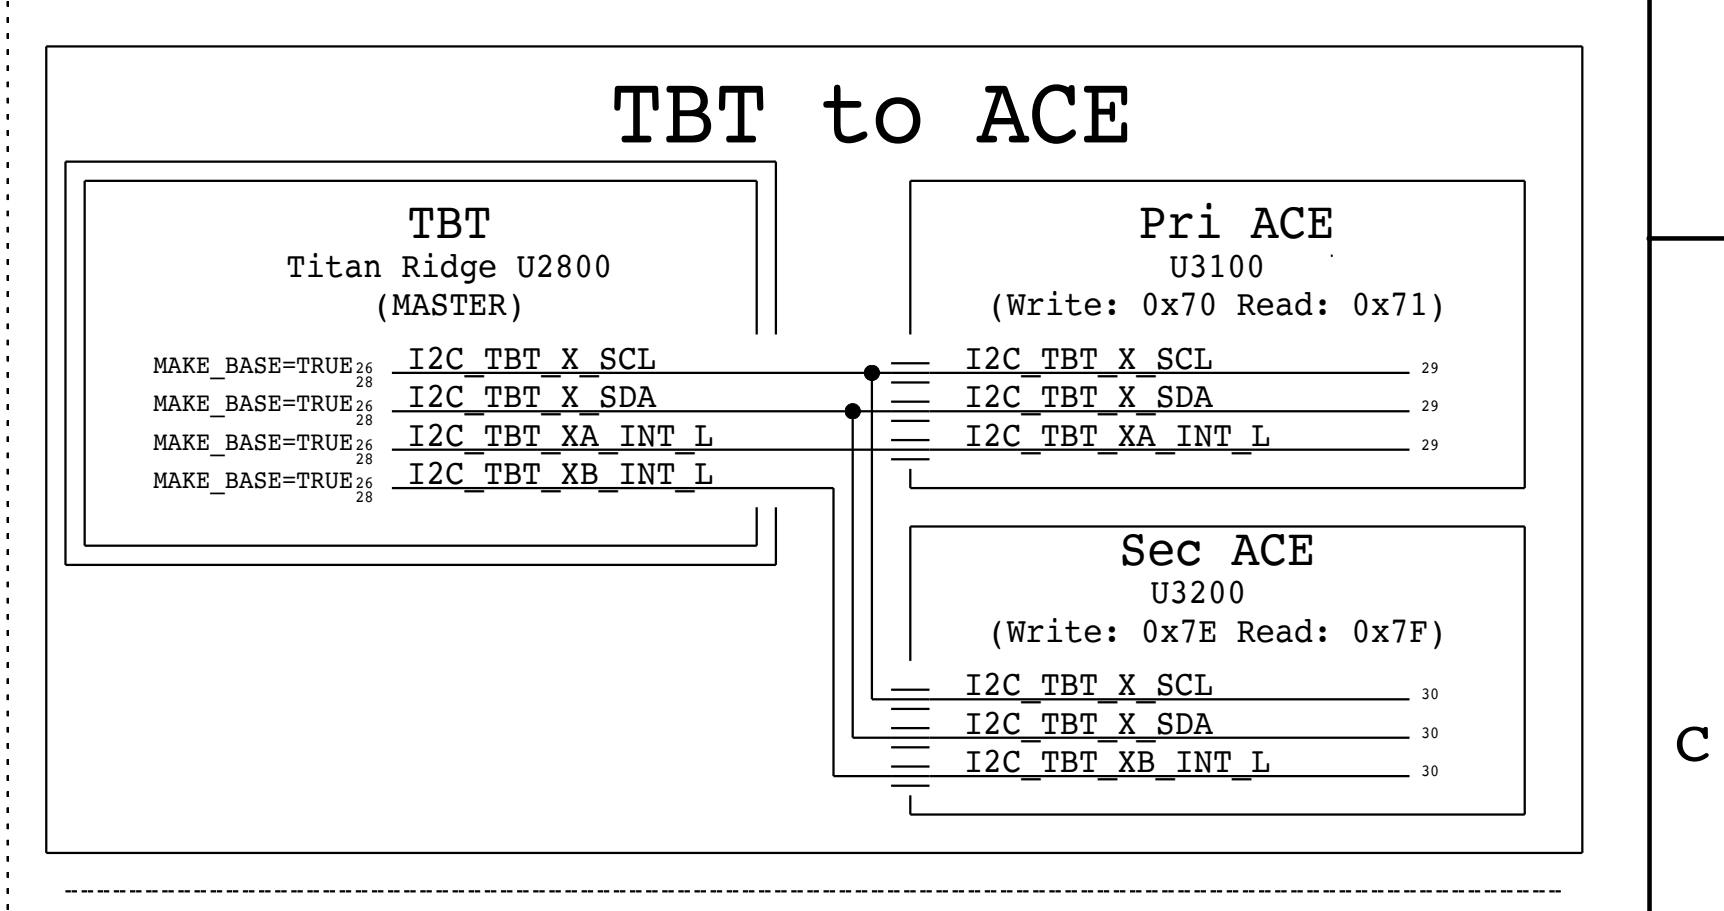 TBT to ACE
TBT
Titan Ridge U2800
(MASTER)
MAKE_BASE=TRUE 26 28 I2C_TBT_X_SCL
MAKE_BASE=TRUE 26 28 I2C_TBT_X_SDA
MAKE_BASE=TRUE 26 28 I2C_TBT_XA_INT_L
MAKE_BASE=TRUE 26 28 I2C_TBT_XB_INT_L
Pri ACE
U3100
(Write: 0x70 Read: 0x71)
I2C_TBT_X_SCL 29
I2C_TBT_X_SDA 29
I2C_TBT_XA_INT_L 29
Sec ACE
U3200
(Write: 0x7E Read: 0x7F)
I2C_TBT_X_SCL 30
I2C_TBT_X_SDA 30
I2C_TBT_XB_INT_L 30
C